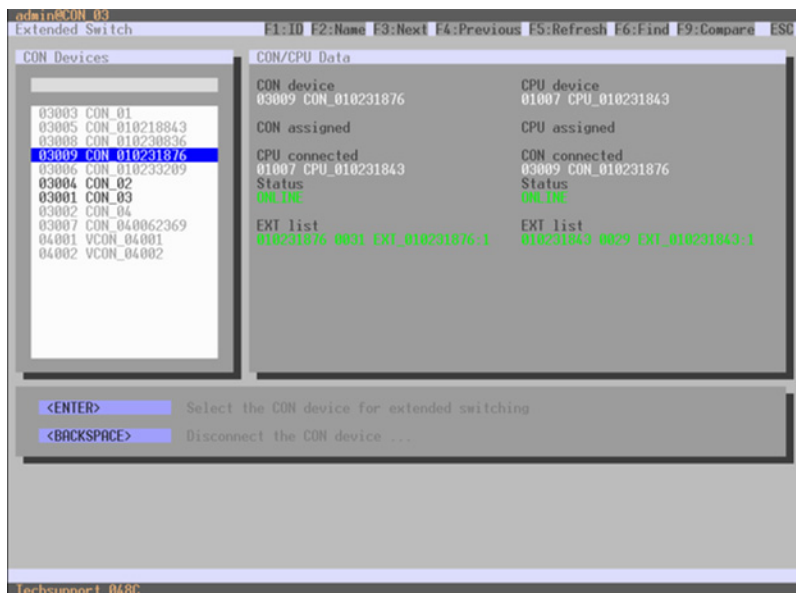 admin@CON_03
Extended Switch F1:ID F2:Name F3:Next F4:Previous F5:Refresh F6:Find F9:Compare ESC
CON Devices
03003 CON_01
03005 CON_010218843
03008 CON_010230836
03009 CON_010231876
03006 CON_010233209
03004 CON_02
03001 CON_03
03002 CON_04
03007 CON_040062369
04001 VCON_04001
04002 VCON_04002
CON/CPU Data
CON device CPU device
03009 CON_010231876 01007 CPU_010231843
CON assigned CPU assigned
CPU connected CON connected
01007 CPU_010231843 03009 CON_010231876
Status Status
ONLINE ONLINE
EXT list EXT list
010231876 0031 EXT_010231876:1 010231843 0029 EXT_010231843:1
<ENTER> Select the CON device for extended switching
<BACKSPACE> Disconnect the CON device ...
Techsupport 048C